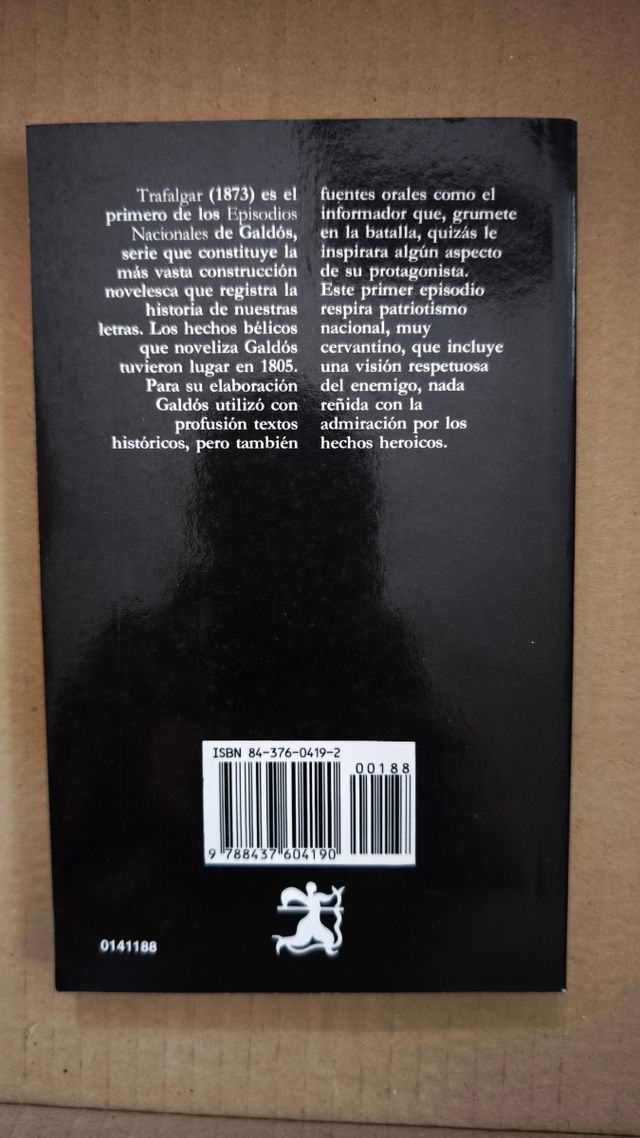 Trafalgar (1873) es el
primero de los Episodios
Nacionales de Galdós,
serie que constituye la
más vasta construcción
novelesca que registra la
historia de nuestras
letras. Los hechos bélicos
que noveliza Galdós
tuvieron lugar en 1805.
Para su elaboración
Galdós utilizó con
profusión textos
históricos, pero también
fuentes orales como el
informador que, grumete
en la batalla, quizás le
inspirara algún aspecto
de su protagonista.
Este primer episodio
respira patriotismo
nacional, muy
cervantino, que incluye
una visión respetuosa
del enemigo, nada
reñida con la
admiración por los
hechos heroicos.
ISBN 84-376-0419-2
00188
9 788437 604190
0141188